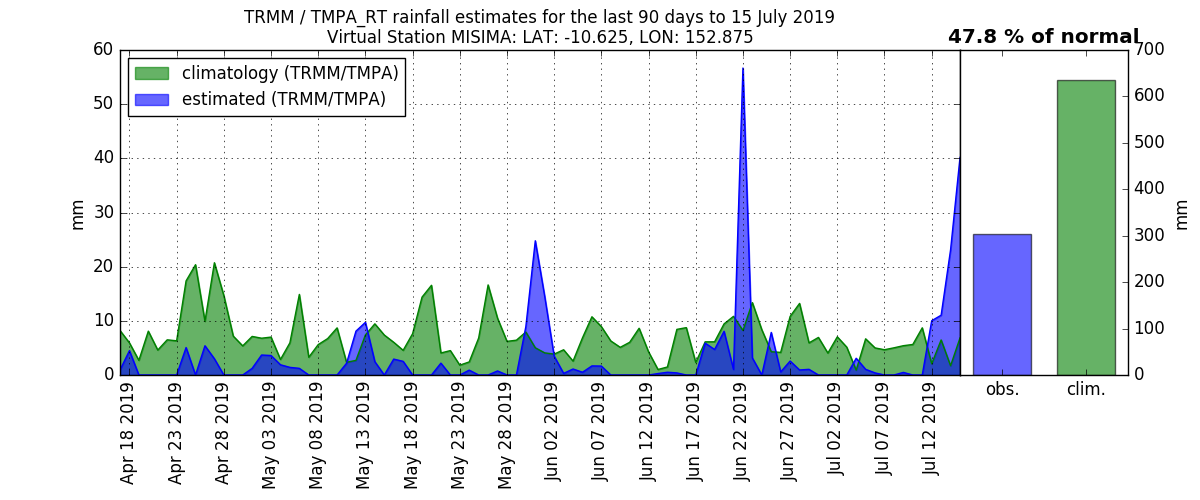 TRMM / TMPA_RT rainfall estimates for the last 90 days to 15 July 2019
Virtual Station MISIMA: LAT: -10.625, LON: 152.875
47.8 % of normal
climatology (TRMM/TMPA)
estimated (TRMM/TMPA)
60
50
40
30
20
10
0
mm
Apr 18 2019
Apr 23 2019
Apr 28 2019
May 03 2019
May 08 2019
May 13 2019
May 18 2019
May 23 2019
May 28 2019
Jun 02 2019
Jun 07 2019
Jun 12 2019
Jun 17 2019
Jun 22 2019
Jun 27 2019
Jul 02 2019
Jul 07 2019
Jul 12 2019
obs.
clim.
700
600
500
400
300
200
100
0
mm